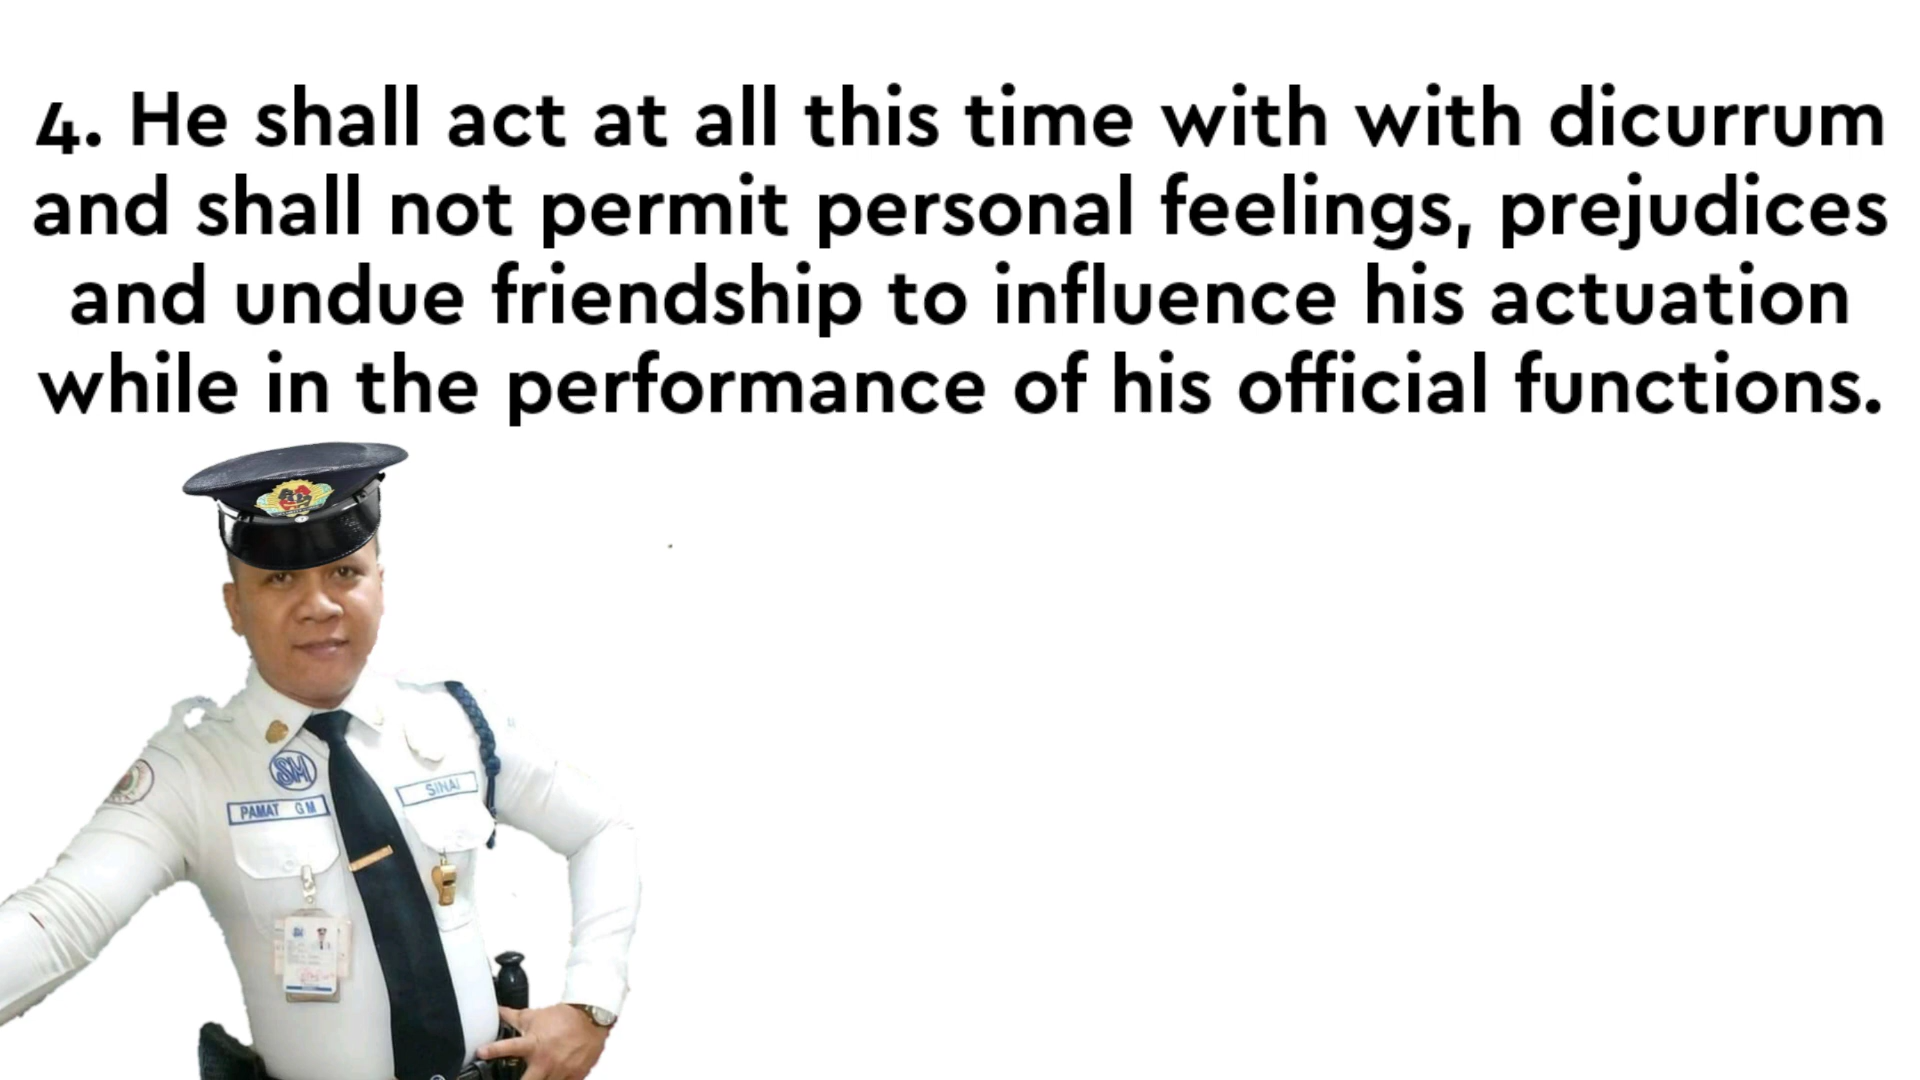 4. He shall act at all this time with with dicurrum
and shall not permit personal feelings, prejudices
and undue friendship to influence his actuation
while in the performance of his official functions.
SM
PAMAT GM
SINAI